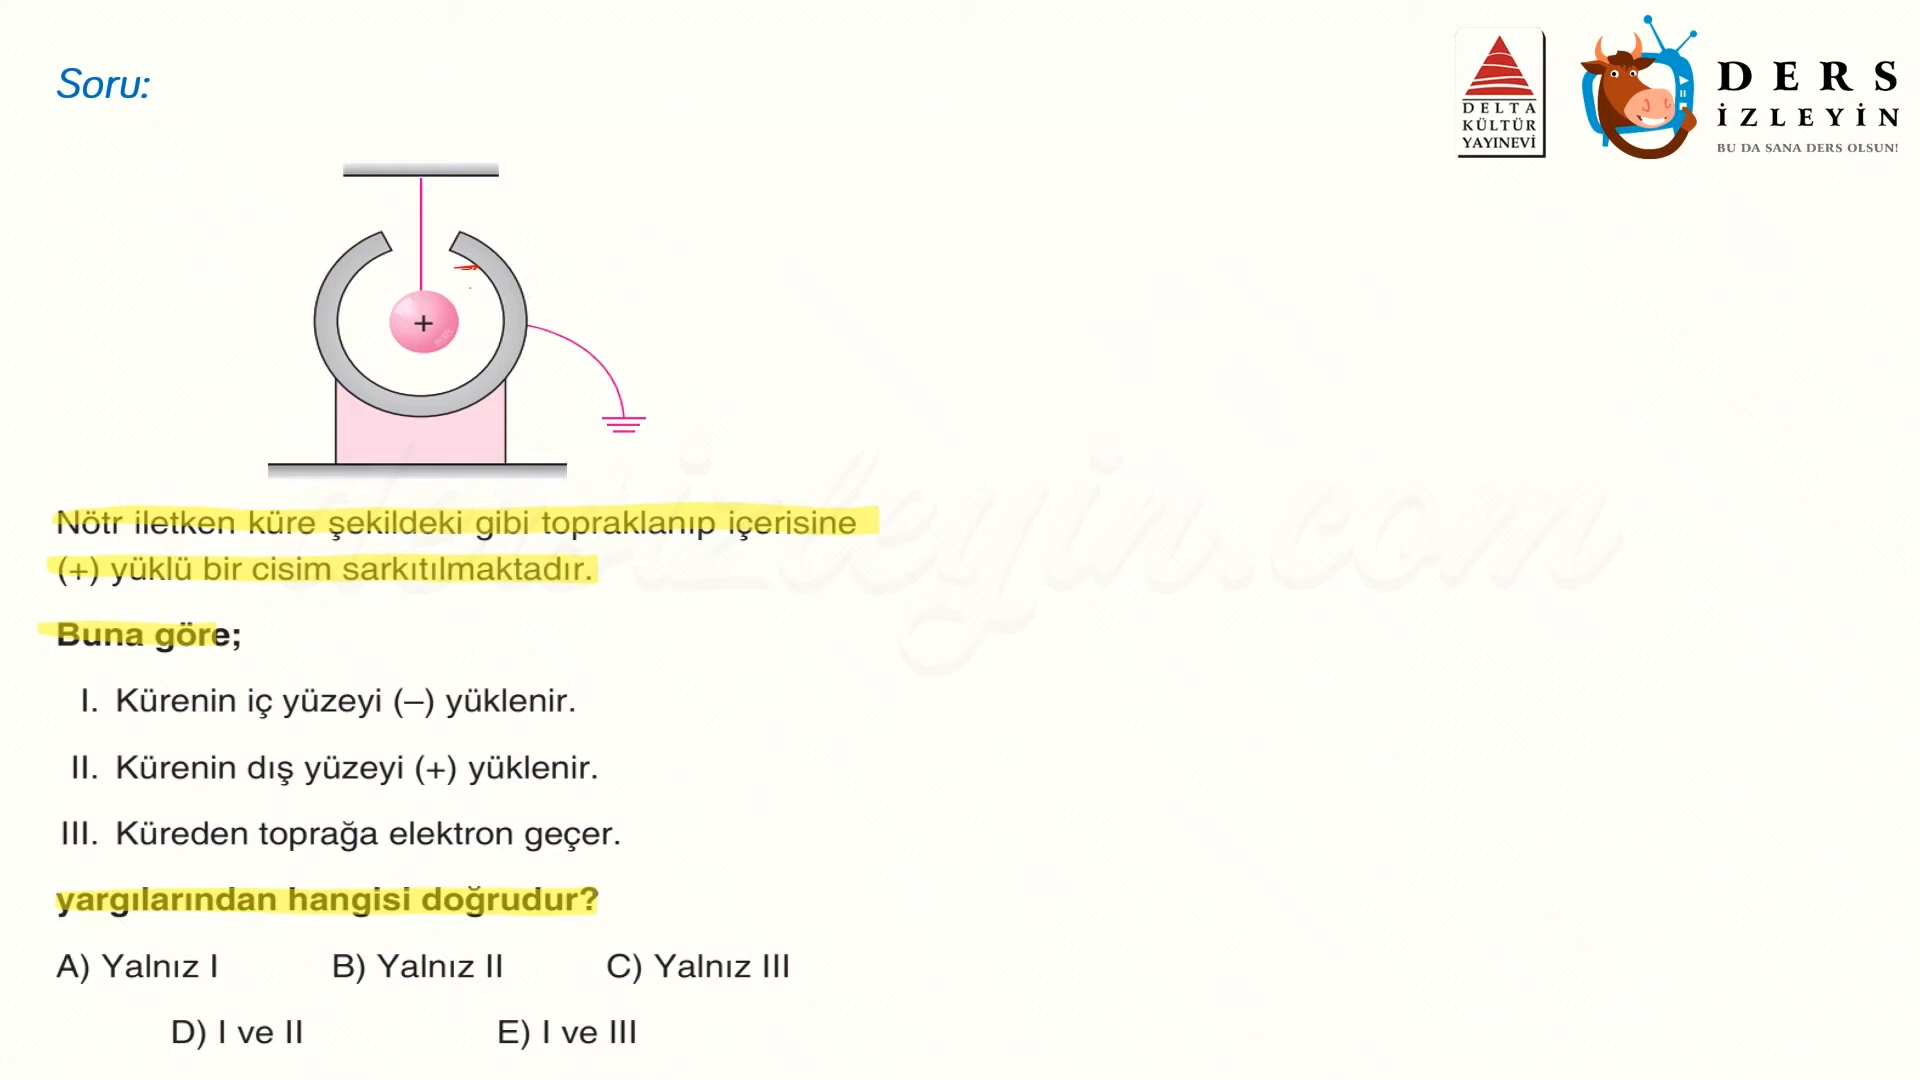 Soru:
DELTA
KÜLTÜR
YAYINEVİ
DERS
İZLEYİN
BU DA SANA DERS OLSUN!
+
dersizleyin.com
Nötr iletken küre şekildeki gibi topraklanıp içerisine
(+) yüklü bir cisim sarkıtılmaktadır.
Buna göre;
I. Kürenin iç yüzeyi (–) yüklenir.
II. Kürenin dış yüzeyi (+) yüklenir.
III. Küreden toprağa elektron geçer.
yargılarından hangisi doğrudur?
A) Yalnız I B) Yalnız II C) Yalnız III
D) I ve II E) I ve III